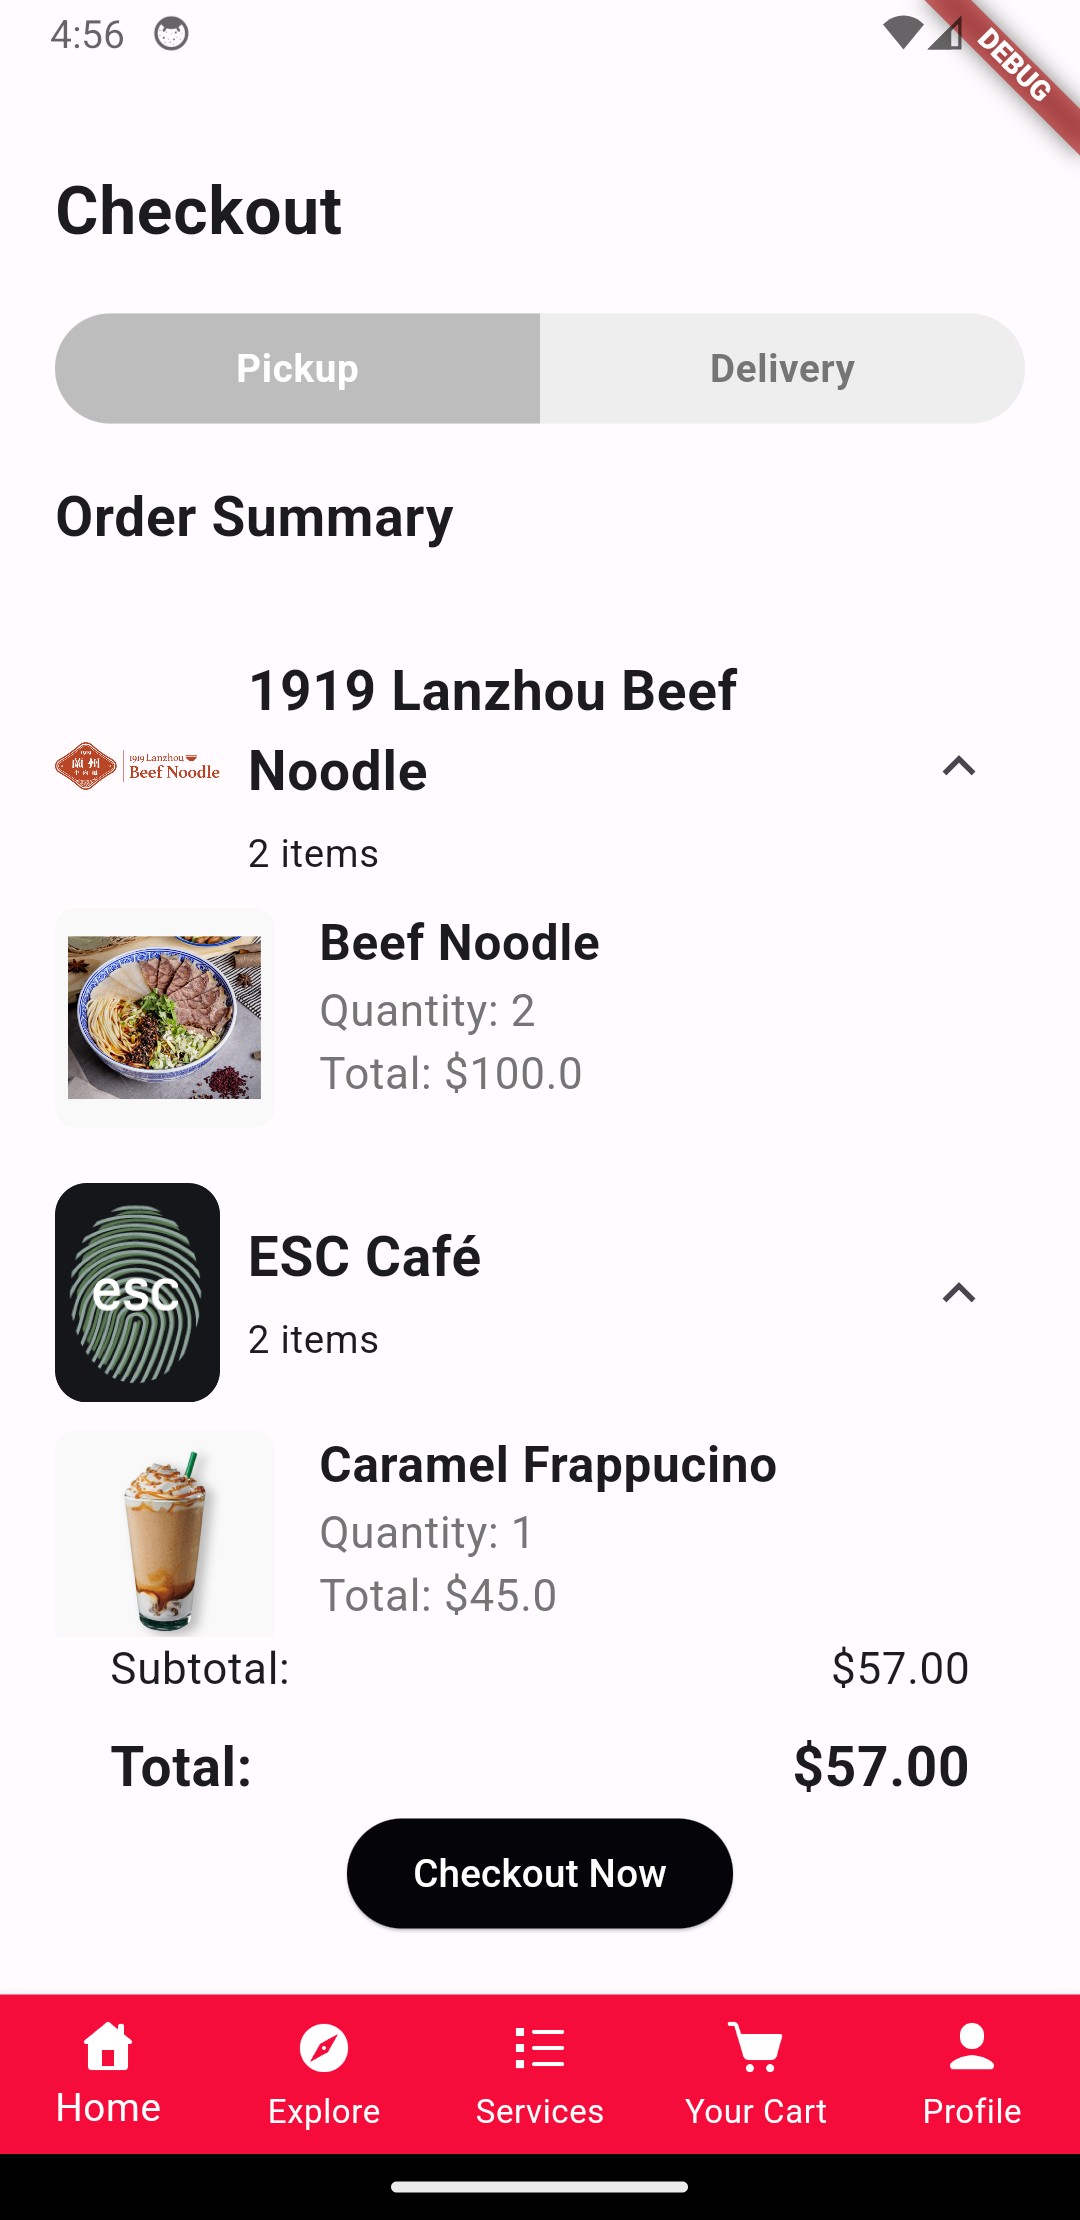 4:56
DEBUG
Checkout
Pickup
Delivery
Order Summary
1919 Lanzhou Beef
Noodle
2 items
蘭州
1919 Lanzhou
Beef Noodle
Beef Noodle
Quantity: 2
Total: $100.0
ESC Café
esc
2 items
Caramel Frappucino
Quantity: 1
Total: $45.0
Subtotal:
$57.00
Total:
$57.00
Checkout Now
Home
Explore
Services
Your Cart
Profile